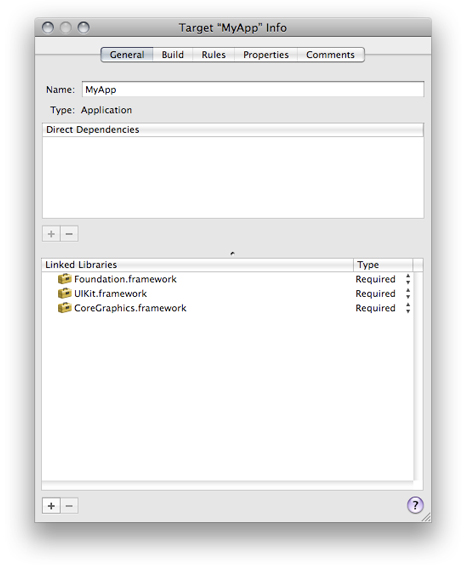 Target “MyApp” Info
General Build Rules Properties Comments
Name: MyApp
Type: Application
Direct Dependencies
+ −
Linked Libraries Type
Foundation.framework Required
UIKit.framework Required
CoreGraphics.framework Required
+ − ?